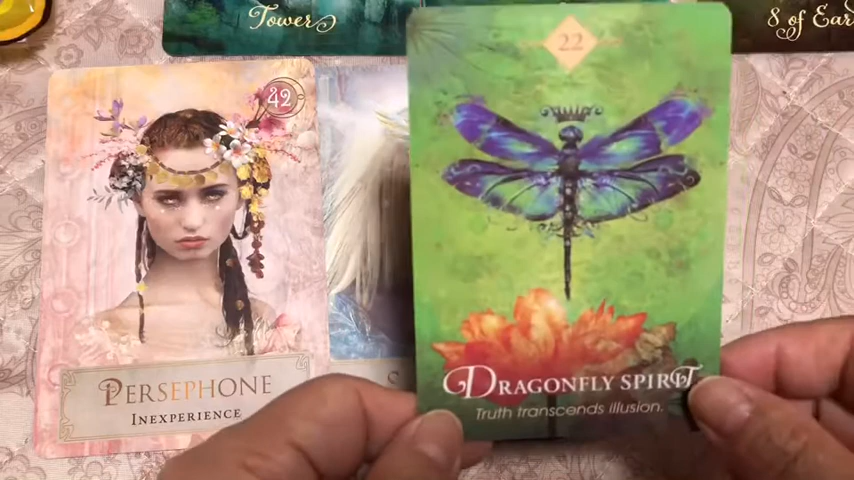 Tower
8 of Ear
42
22
PERSEPHONE
INEXPERIENCE
S
DRAGONFLY SPIRIT
Truth transcends illusion.